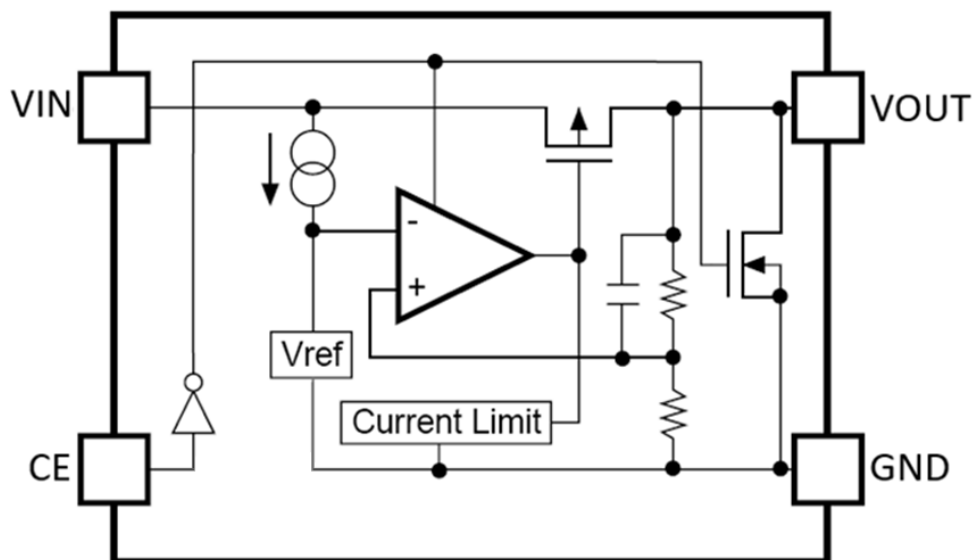 VIN
VOUT
-
+
Vref
Current Limit
CE
GND